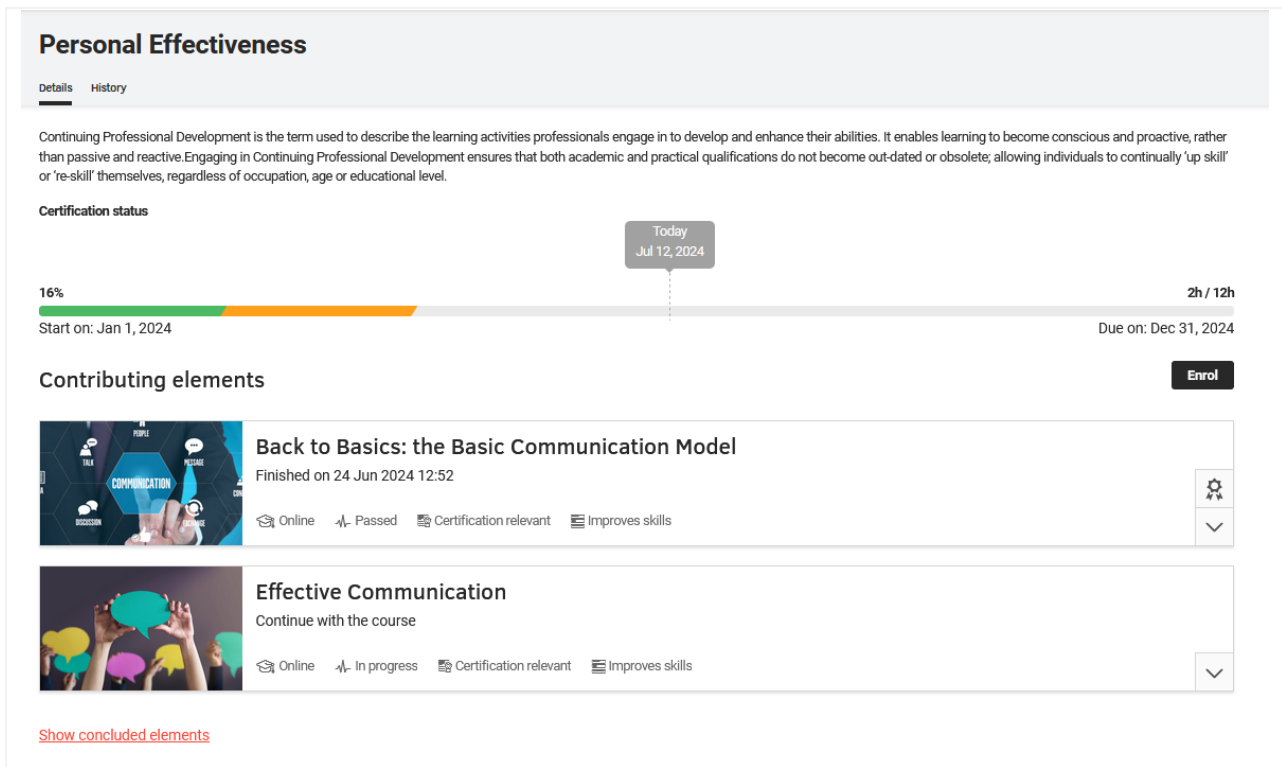 Personal Effectiveness
Details History
Continuing Professional Development is the term used to describe the learning activities professionals engage in to develop and enhance their abilities. It enables learning to become conscious and proactive, rather
than passive and reactive.Engaging in Continuing Professional Development ensures that both academic and practical qualifications do not become out-dated or obsolete; allowing individuals to continually ‘up skill’
or ‘re-skill’ themselves, regardless of occupation, age or educational level.
Certification status
Today
Jul 12, 2024
16% 2h / 12h
Start on: Jan 1, 2024 Due on: Dec 31, 2024
Contributing elements Enrol
PEOPLE
TALK
MESSAGE
COMMUNICATION
DISCUSSION
Back to Basics: the Basic Communication Model
Finished on 24 Jun 2024 12:52
Online Passed Certification relevant Improves skills
Effective Communication
Continue with the course
Online In progress Certification relevant Improves skills
Show concluded elements